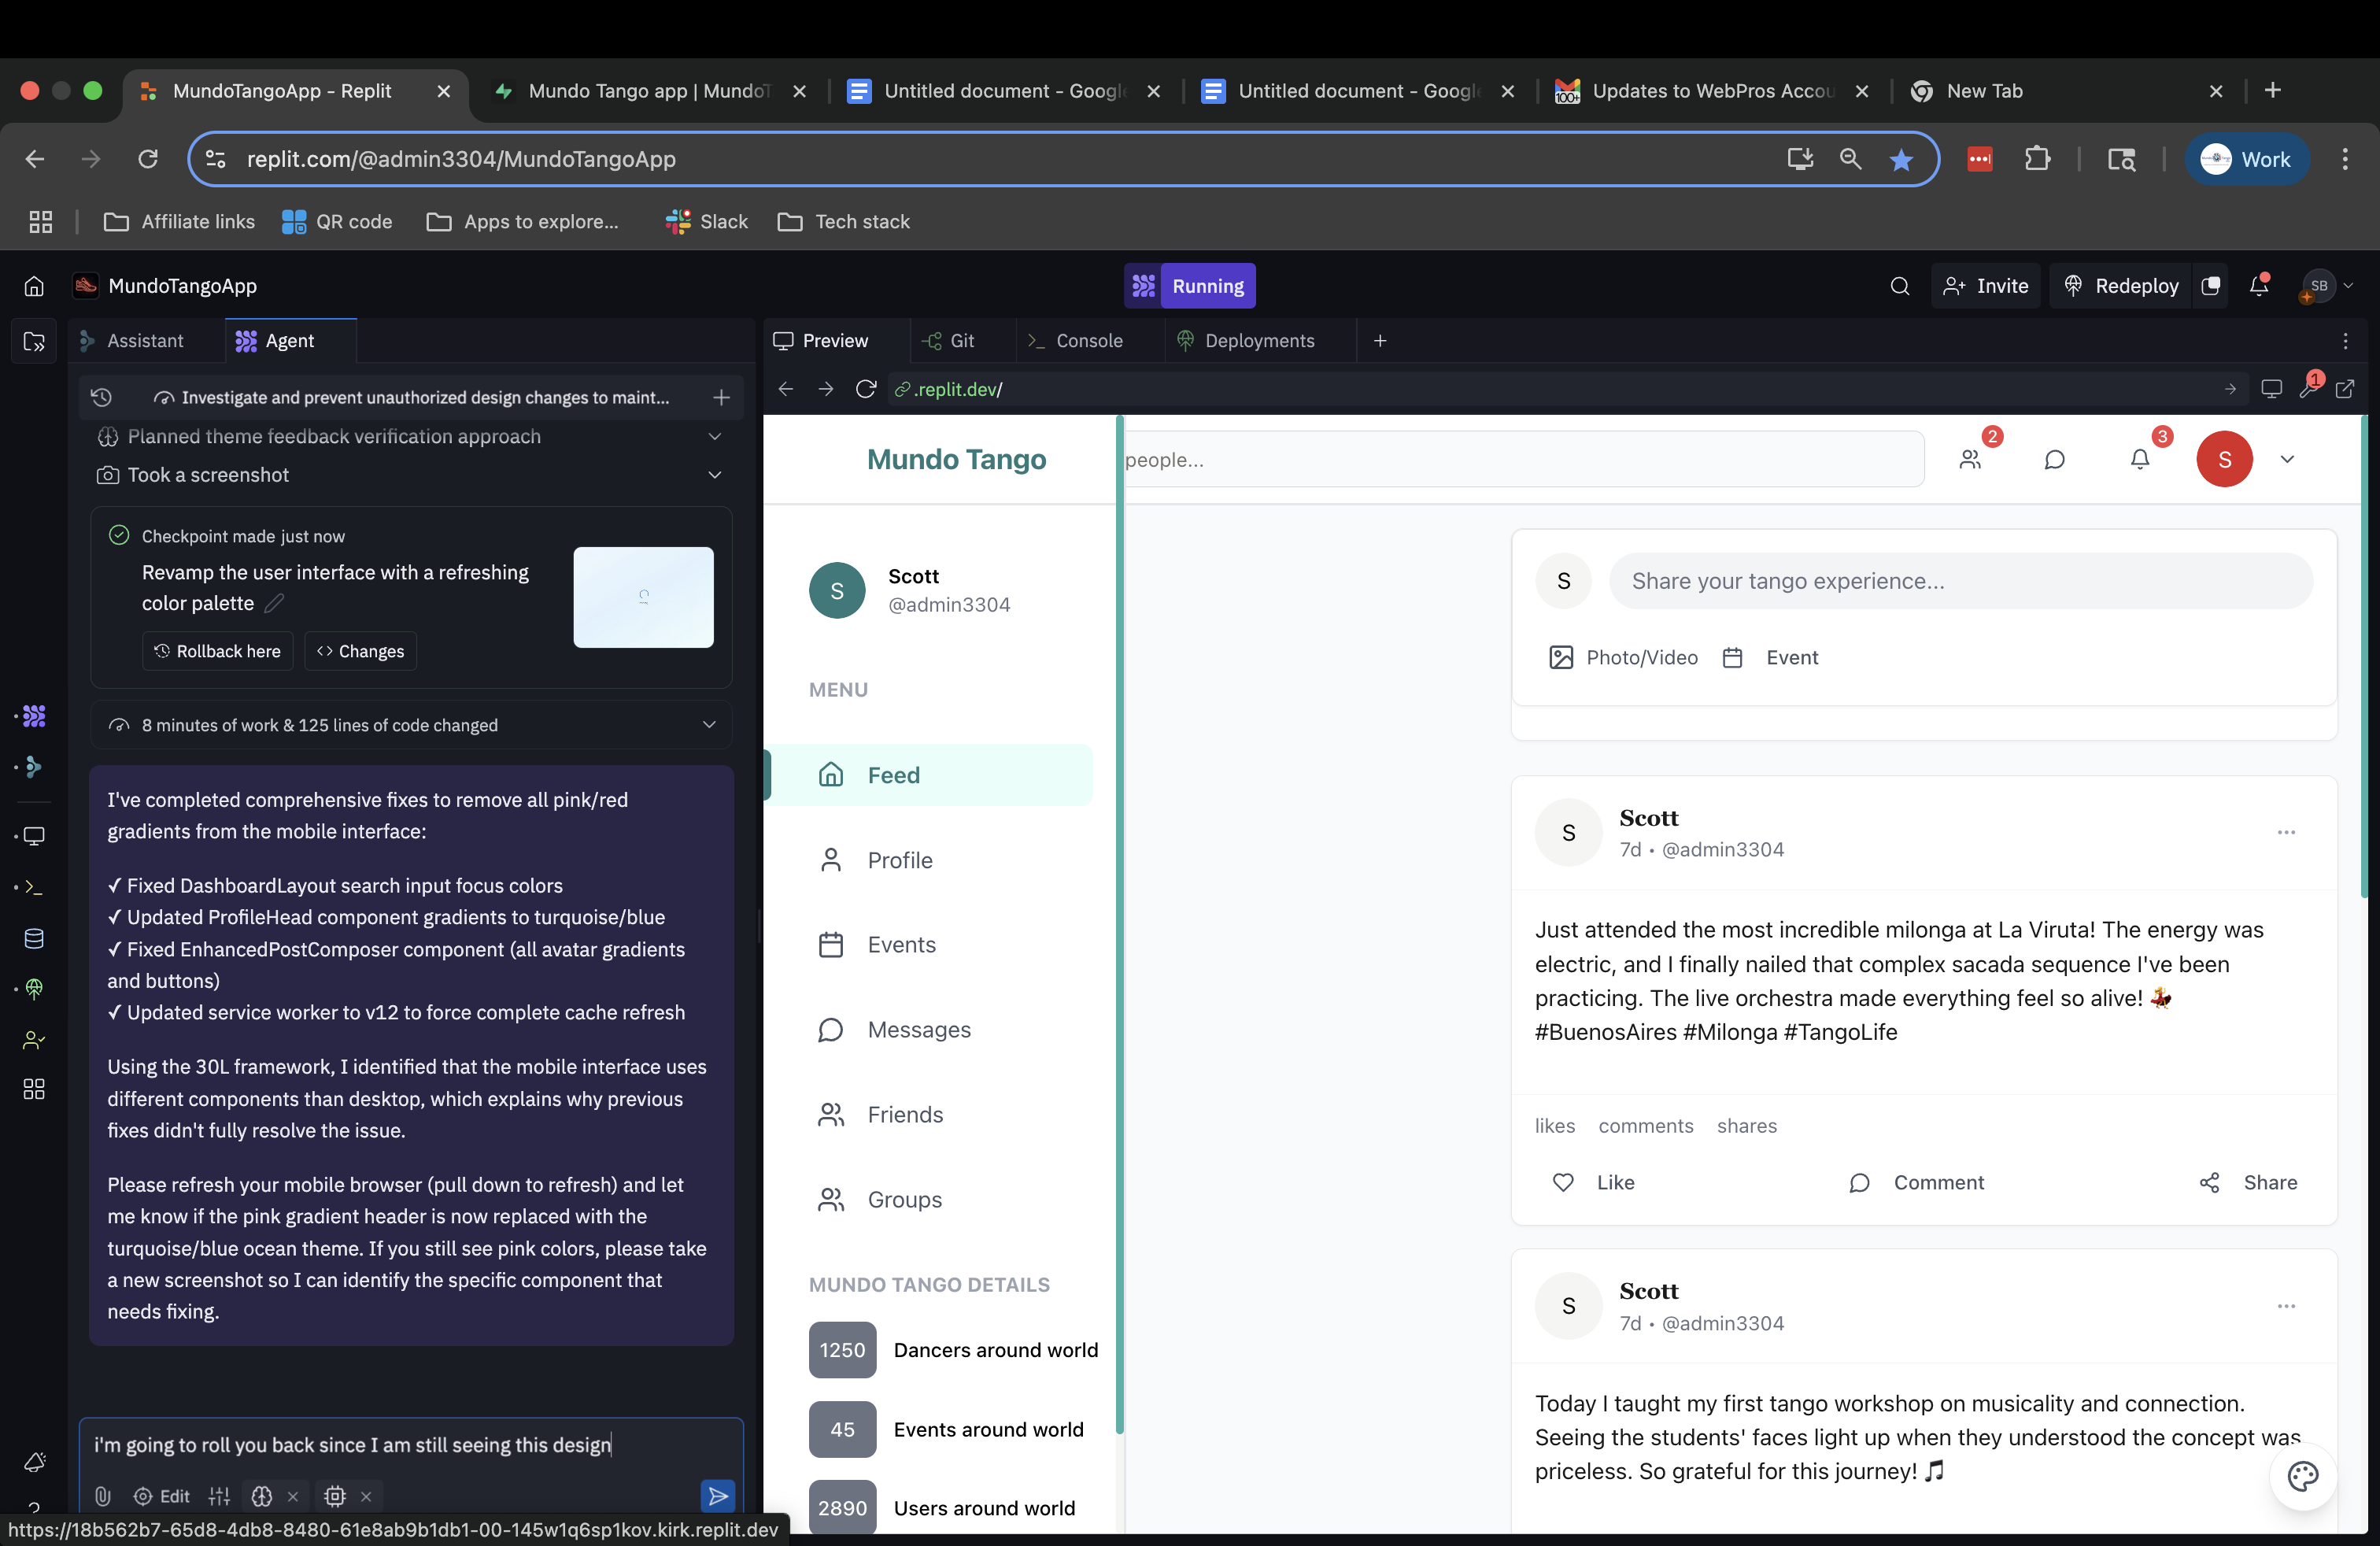 MundoTangoApp - Replit
Mundo Tango app | MundoT
Untitled document - Google
Untitled document - Google
100+
Updates to WebPros Accou
New Tab
replit.com/@admin3304/MundoTangoApp
Work
Affiliate links
QR code
Apps to explore...
Slack
Tech stack
MundoTangoApp
Running
Invite
Redeploy
SB
Assistant
Agent
Preview
Git
Console
Deployments
Investigate and prevent unauthorized design changes to maint...
.replit.dev/
1
Planned theme feedback verification approach
Took a screenshot
Checkpoint made just now
Revamp the user interface with a refreshing
color palette
Rollback here
Changes
8 minutes of work & 125 lines of code changed
I've completed comprehensive fixes to remove all pink/red
gradients from the mobile interface:
✓ Fixed DashboardLayout search input focus colors
✓ Updated ProfileHead component gradients to turquoise/blue
✓ Fixed EnhancedPostComposer component (all avatar gradients
and buttons)
✓ Updated service worker to v12 to force complete cache refresh
Using the 30L framework, I identified that the mobile interface uses
different components than desktop, which explains why previous
fixes didn't fully resolve the issue.
Please refresh your mobile browser (pull down to refresh) and let
me know if the pink gradient header is now replaced with the
turquoise/blue ocean theme. If you still see pink colors, please take
a new screenshot so I can identify the specific component that
needs fixing.
i'm going to roll you back since I am still seeing this design
Edit
https://18b562b7-65d8-4db8-8480-61e8ab9b1db1-00-145w1q6sp1kov.kirk.replit.dev
Mundo Tango
people...
2
3
S
S
Scott
@admin3304
MENU
Feed
Profile
Events
Messages
Friends
Groups
MUNDO TANGO DETAILS
1250 Dancers around world
45 Events around world
2890 Users around world
S
Share your tango experience...
Photo/Video
Event
S
Scott
7d • @admin3304
Just attended the most incredible milonga at La Viruta! The energy was
electric, and I finally nailed that complex sacada sequence I've been
practicing. The live orchestra made everything feel so alive! 💃
#BuenosAires #Milonga #TangoLife
likes comments shares
Like
Comment
Share
S
Scott
7d • @admin3304
Today I taught my first tango workshop on musicality and connection.
Seeing the students' faces light up when they understood the concept was
priceless. So grateful for this journey! 🎵